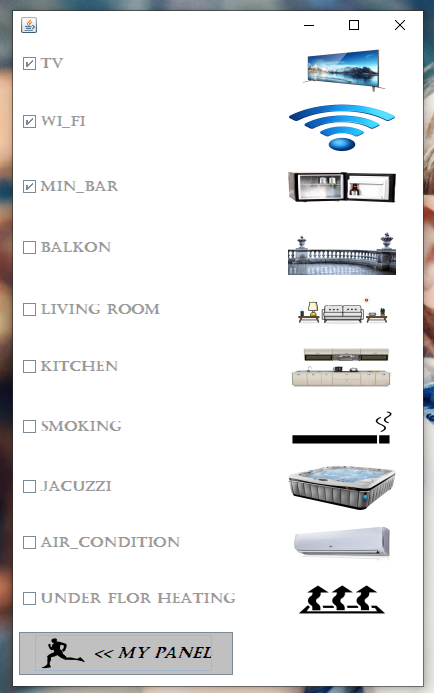 TV
WI_FI
MIN_BAR
BALKON
LIVING ROOM
KITCHEN
SMOKING
JACUZZI
AIR_CONDITION
UNDER FLOR HEATING
<< MY PANEL